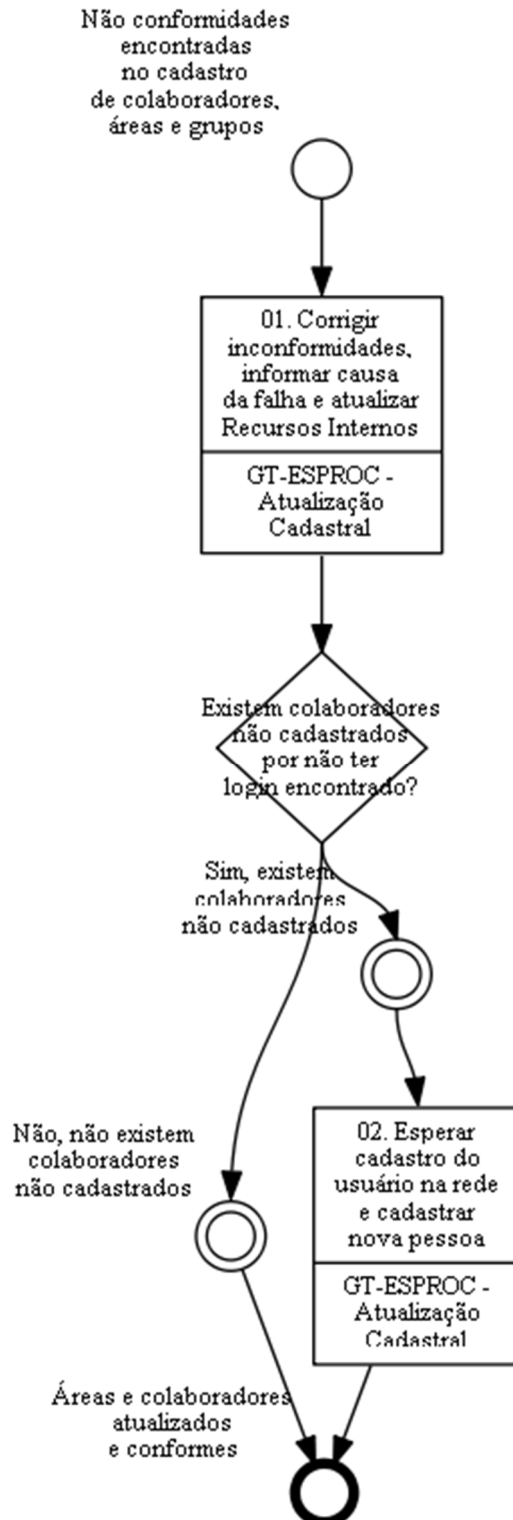 Não conformidades
encontradas
no cadastro
de colaboradores,
áreas e grupos
01. Corrigir
inconformidades,
informar causa
da falha e atualizar
Recursos Internos
GT-ESPROC -
Atualização
Cadastral
Existem colaboradores
não cadastrados
por não ter
login encontrado?
Sim, existem
colaboradores
não cadastrados
Não, não existem
colaboradores
não cadastrados
02. Esperar
cadastro do
usuário na rede
e cadastrar
nova pessoa
GT-ESPROC -
Atualização
Cadastral
Áreas e colaboradores
atualizados
e conformes